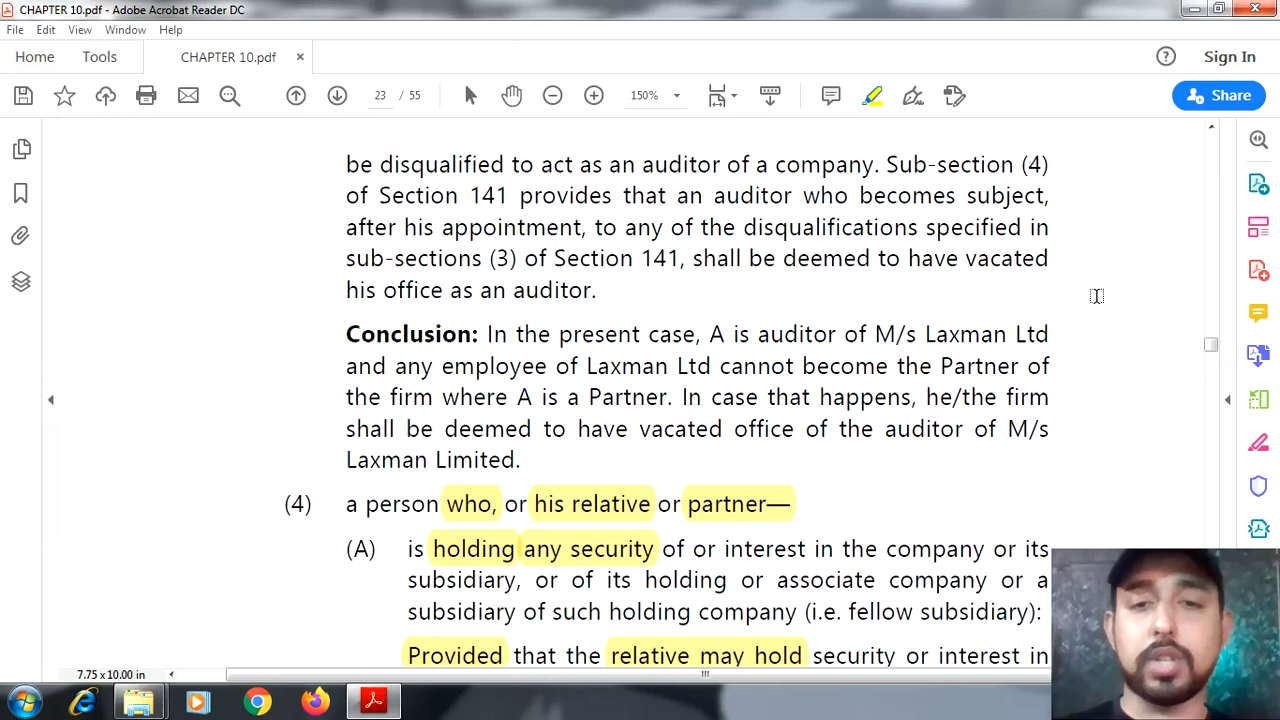 CHAPTER 10.pdf - Adobe Acrobat Reader DC
File Edit View Window Help
Home Tools CHAPTER 10.pdf × Sign In
23 / 55 150% Share
be disqualified to act as an auditor of a company. Sub-section (4)
of Section 141 provides that an auditor who becomes subject,
after his appointment, to any of the disqualifications specified in
sub-sections (3) of Section 141, shall be deemed to have vacated
his office as an auditor.
Conclusion: In the present case, A is auditor of M/s Laxman Ltd
and any employee of Laxman Ltd cannot become the Partner of
the firm where A is a Partner. In case that happens, he/the firm
shall be deemed to have vacated office of the auditor of M/s
Laxman Limited.
(4) a person who, or his relative or partner—
(A) is holding any security of or interest in the company or its
subsidiary, or of its holding or associate company or a
subsidiary of such holding company (i.e. fellow subsidiary):
Provided that the relative may hold security or interest in
7.75 x 10.00 in